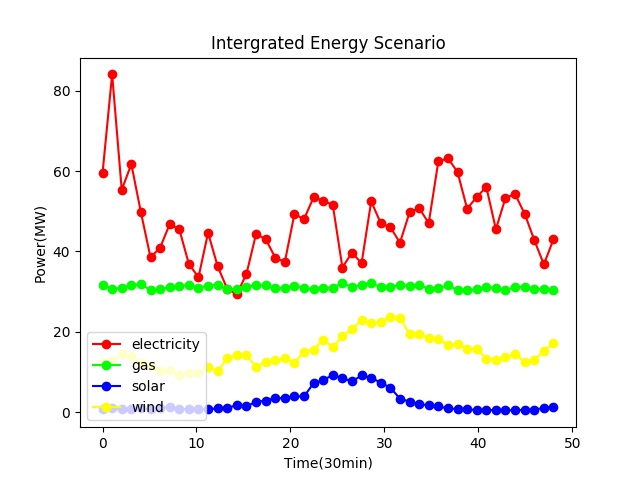 Intergrated Energy Scenario
Power(MW)
80
60
40
20
0
electricity
gas
solar
wind
0 10 20 30 40 50
Time(30min)